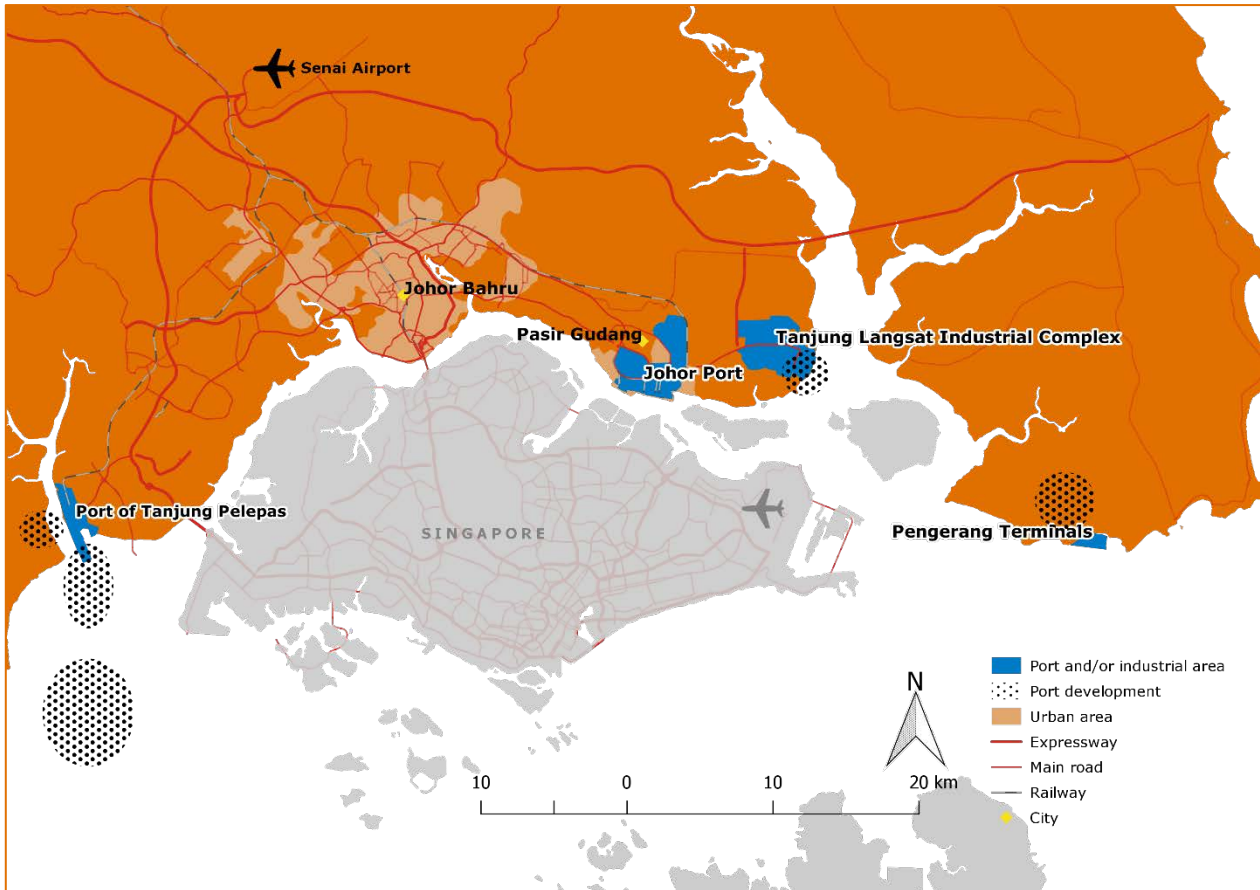 Senai Airport
Johor Bahru
Pasir Gudang
Tanjung Langsat Industrial Complex
Johor Port
Port of Tanjung Pelepas
SINGAPORE
Pengerang Terminals
Port and/or industrial area
Port development
Urban area
Expressway
Main road
Railway
City
N
10 0 10 20 km